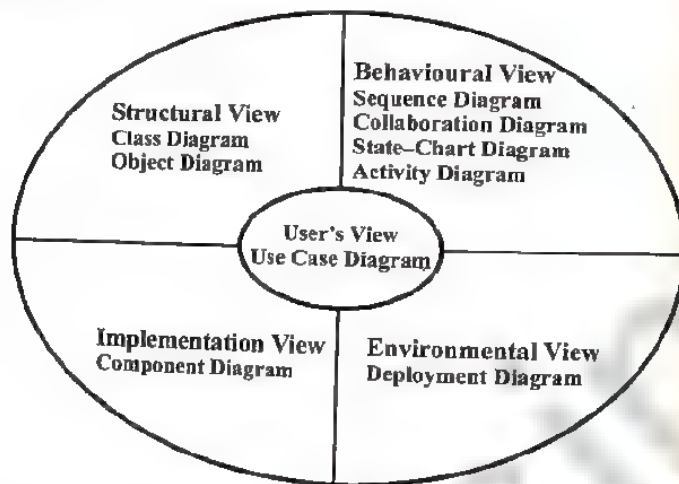 Structural View
Class Diagram
Object Diagram
Behavioural View
Sequence Diagram
Collaboration Diagram
State–Chart Diagram
Activity Diagram
User's View
Use Case Diagram
Implementation View
Component Diagram
Environmental View
Deployment Diagram